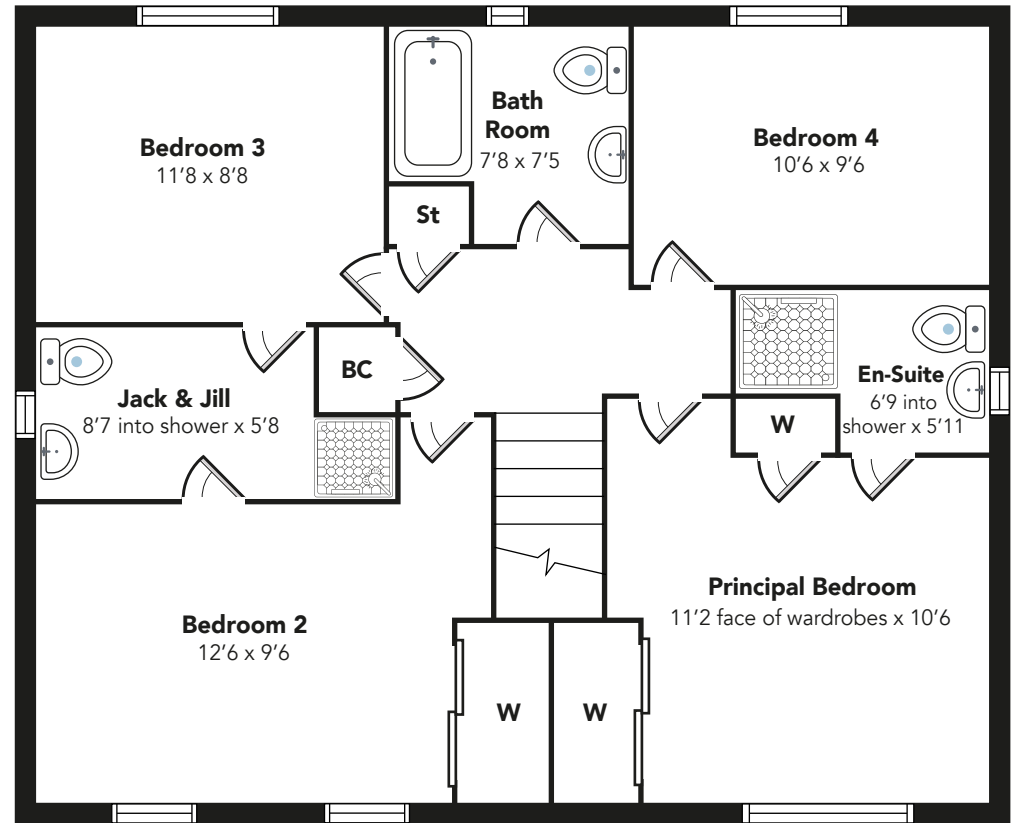 Bedroom 3
11’8 x 8’8
Bath
Room
7’8 x 7’5
Bedroom 4
10’6 x 9’6
St
BC
Jack & Jill
8’7 into shower x 5’8
En-Suite
6’9 into
shower x 5’11
W
Bedroom 2
12’6 x 9’6
Principal Bedroom
11’2 face of wardrobes x 10’6
W
W